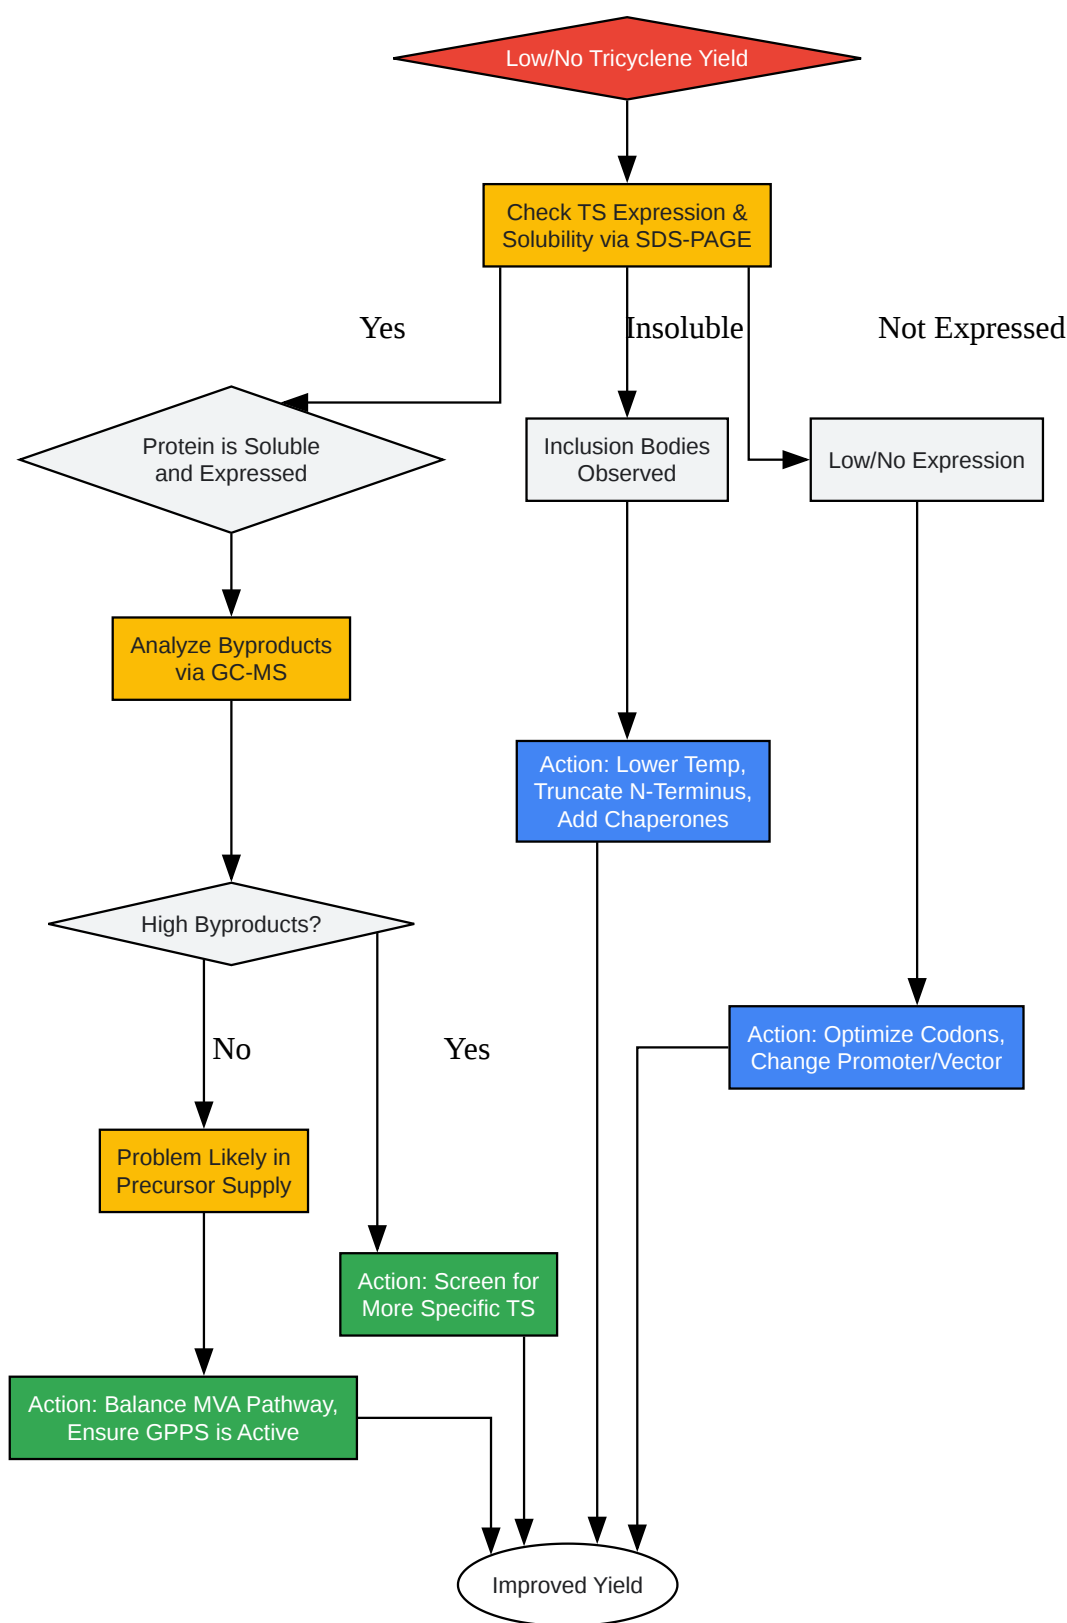 Low/No Tricyclene Yield
Check TS Expression &
Solubility via SDS-PAGE
Yes
Insoluble
Not Expressed
Protein is Soluble
and Expressed
Inclusion Bodies
Observed
Low/No Expression
Analyze Byproducts
via GC-MS
Action: Lower Temp,
Truncate N-Terminus,
Add Chaperones
High Byproducts?
No
Yes
Action: Optimize Codons,
Change Promoter/Vector
Problem Likely in
Precursor Supply
Action: Screen for
More Specific TS
Action: Balance MVA Pathway,
Ensure GPPS is Active
Improved Yield